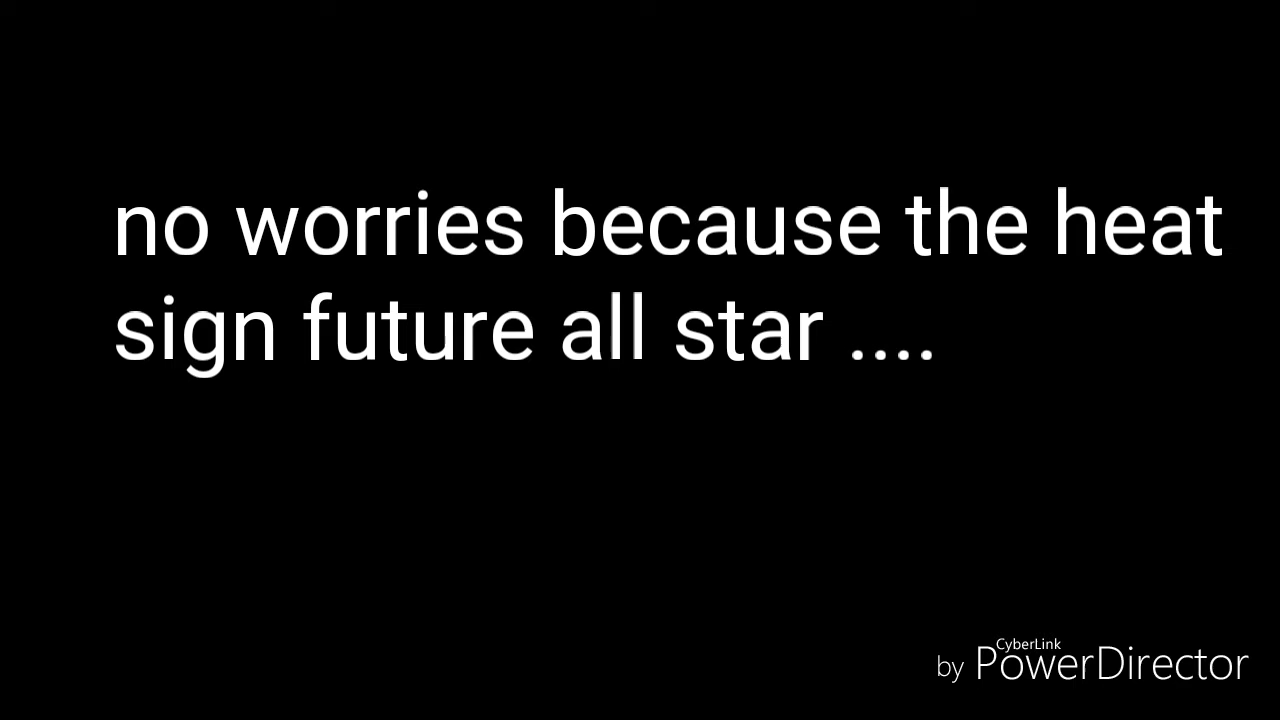 no worries because the heat
sign future all star ....
CyberLink
by PowerDirector